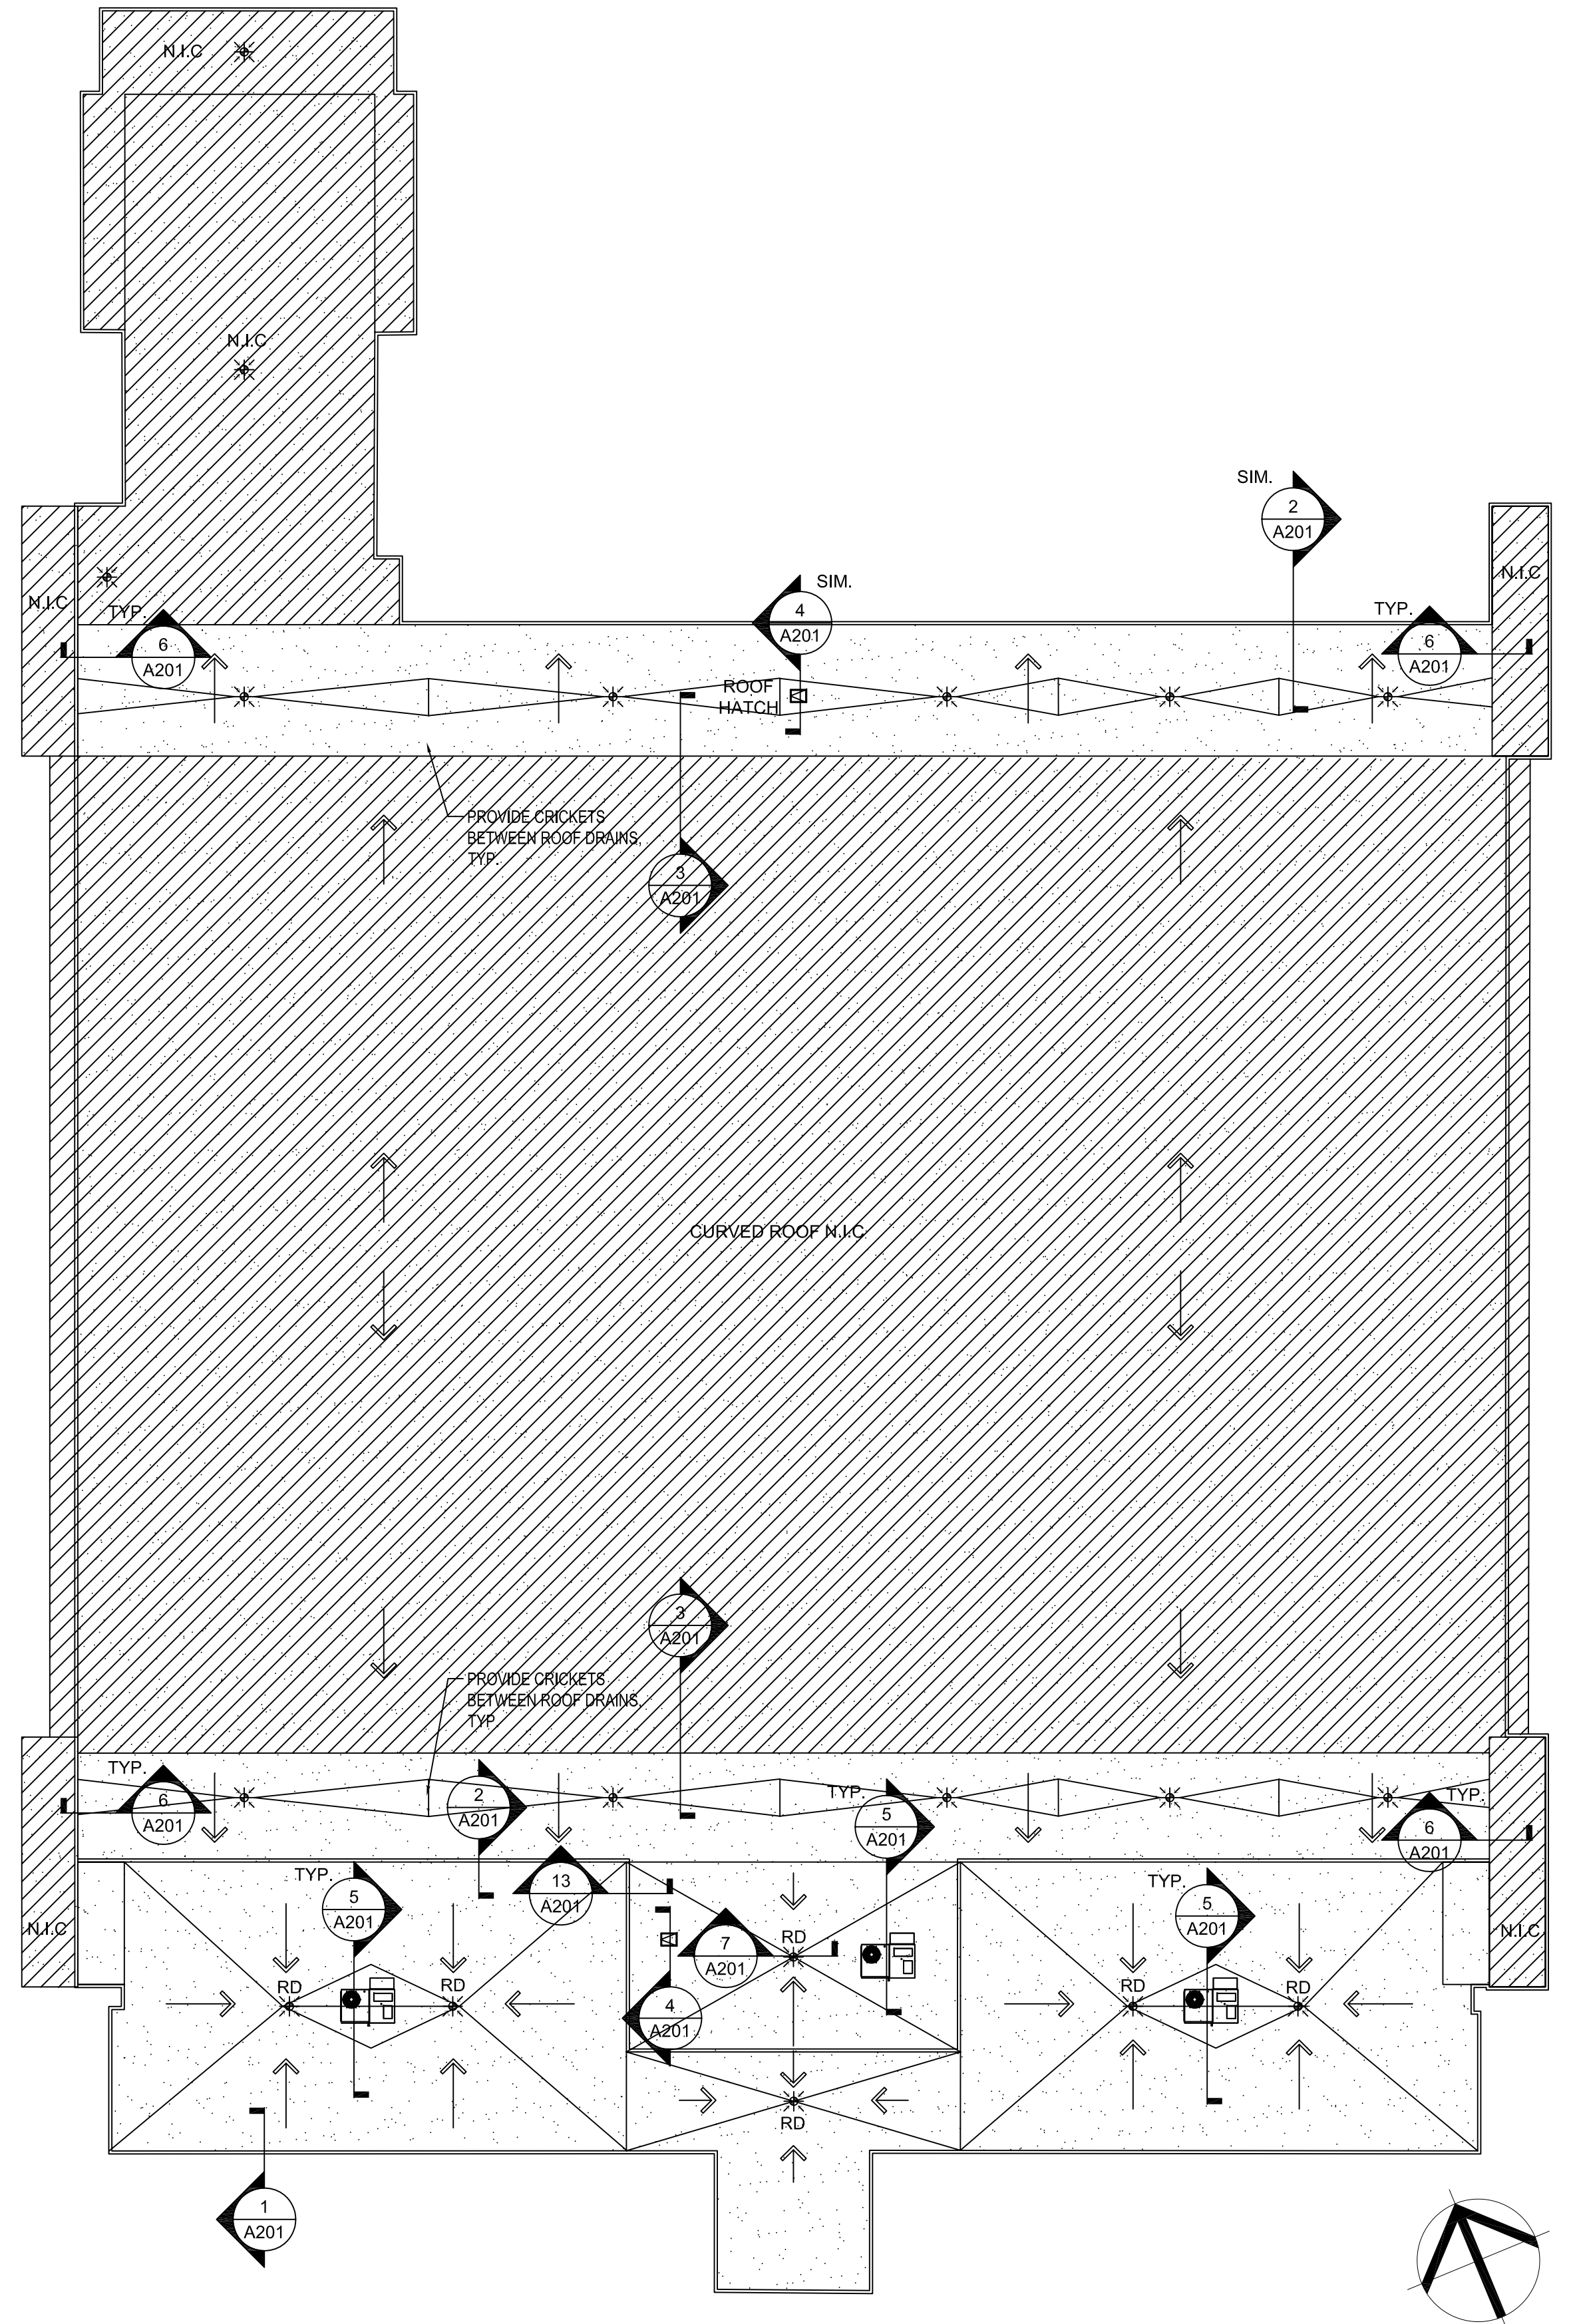 N.I.C
N.I.C
SIM.
2
A201
N.I.C
N.I.C
SIM.
4
A201
TYP.
6
A201
TYP.
6
A201
ROOF
HATCH
PROVIDE CRICKETS
BETWEEN ROOF DRAINS,
TYP.
3
A201
CURVED ROOF N.I.C.
3
A201
PROVIDE CRICKETS
BETWEEN ROOF DRAINS,
TYP.
TYP.
6
A201
2
A201
TYP.
5
A201
TYP.
6
A201
TYP.
5
A201
13
A201
TYP.
5
A201
N.I.C
N.I.C
7
A201
RD
RD
RD
RD
RD
4
A201
RD
1
A201